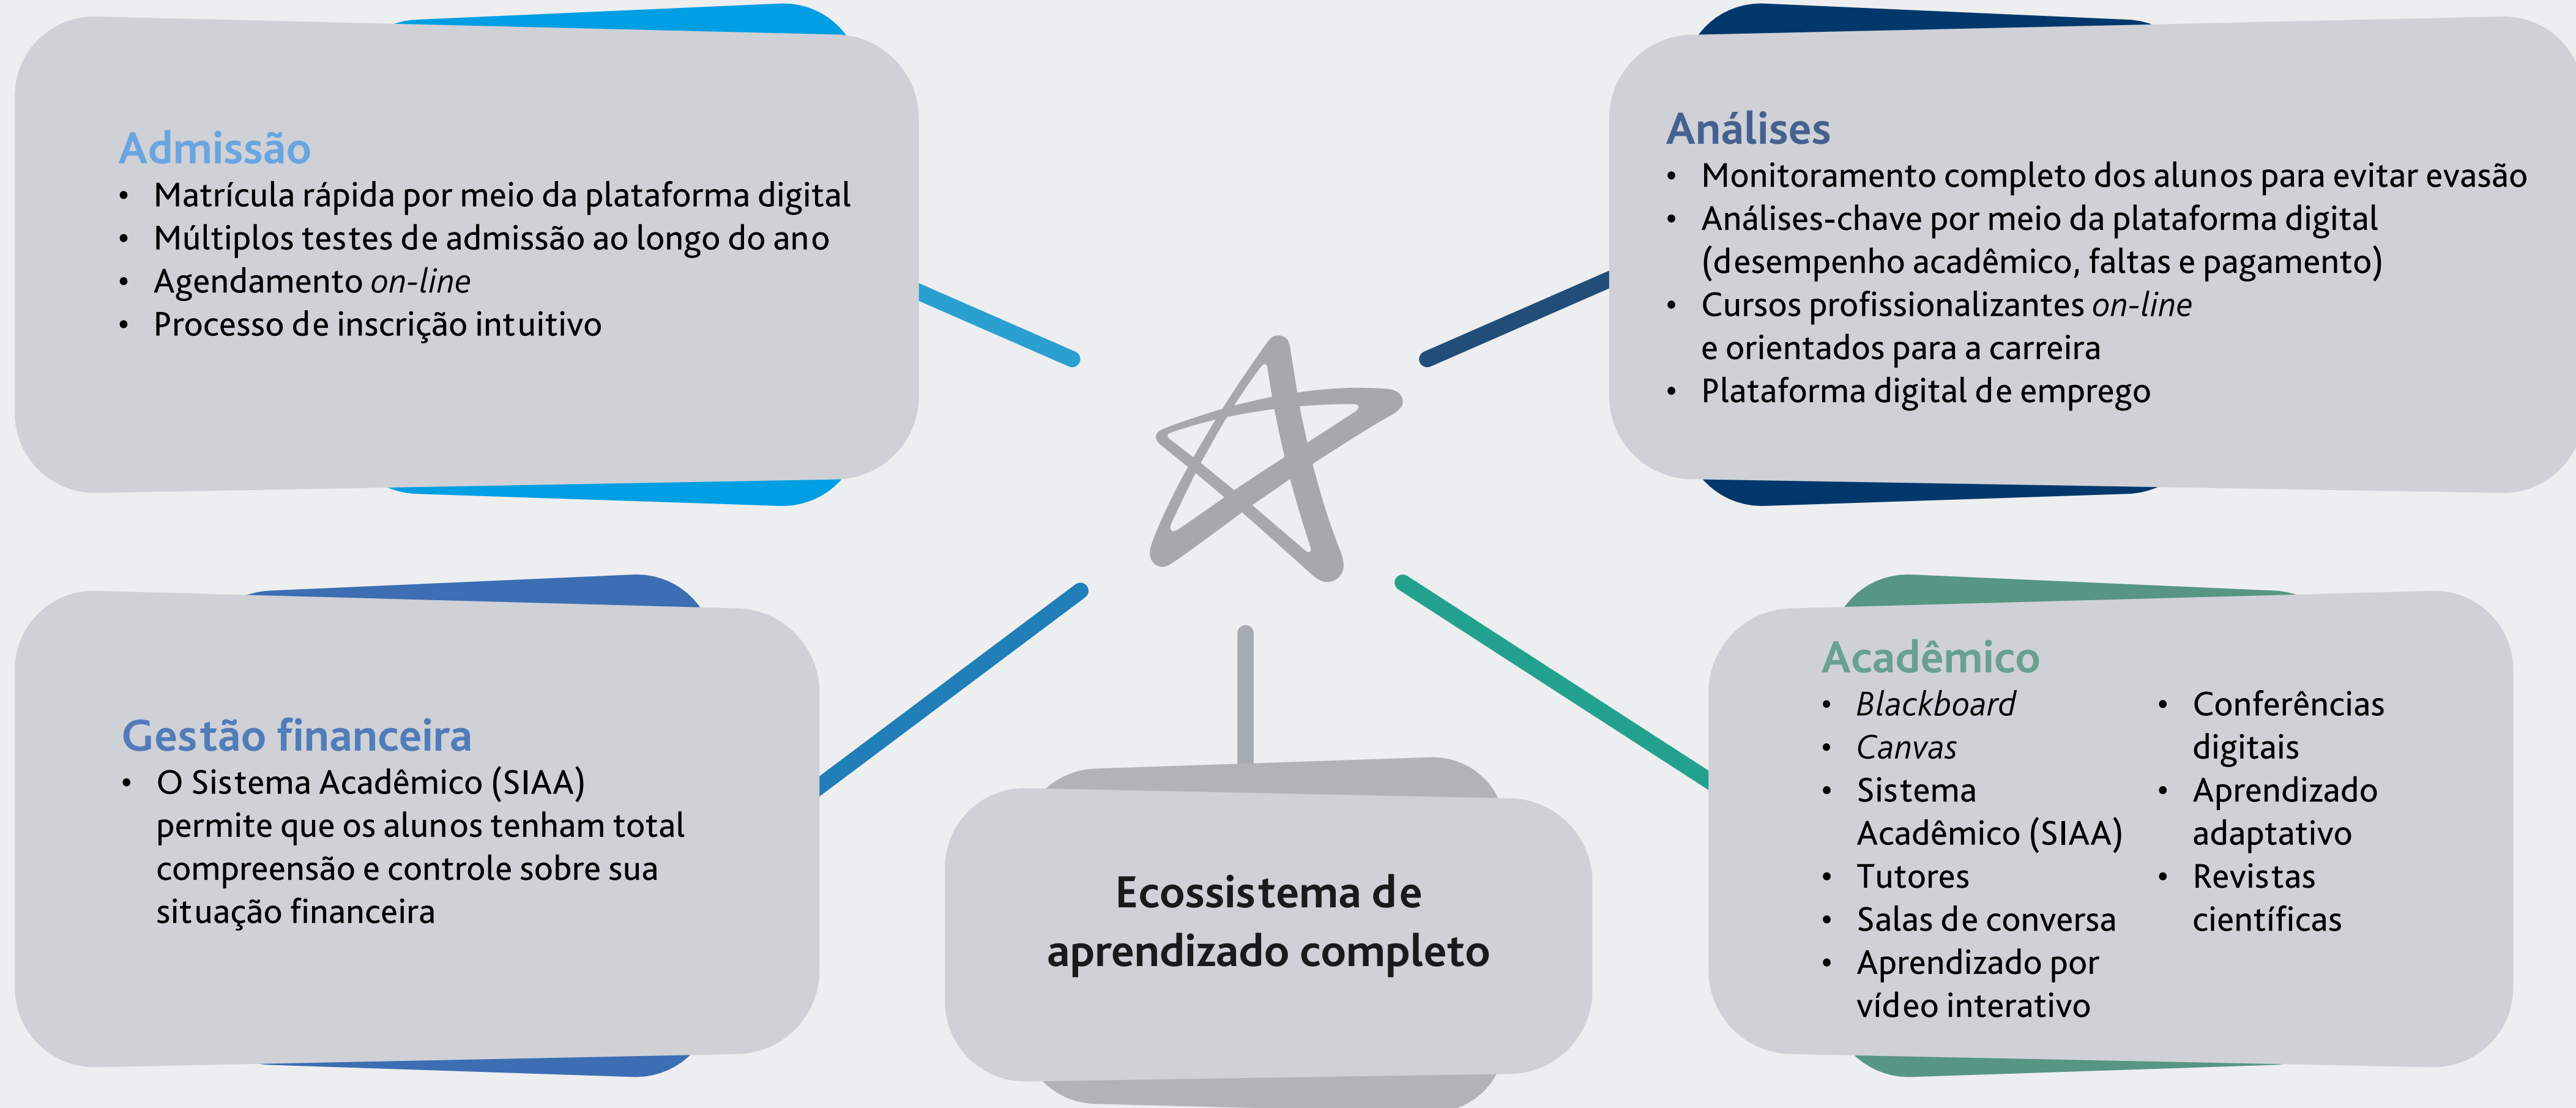 Admissão
• Matrícula rápida por meio da plataforma digital
• Múltiplos testes de admissão ao longo do ano
• Agendamento on-line
• Processo de inscrição intuitivo
Análises
• Monitoramento completo dos alunos para evitar evasão
• Análises-chave por meio da plataforma digital
(desempenho acadêmico, faltas e pagamento)
• Cursos profissionalizantes on-line
e orientados para a carreira
• Plataforma digital de emprego
Gestão financeira
• O Sistema Acadêmico (SIAA)
permite que os alunos tenham total
compreensão e controle sobre sua
situação financeira
Ecossistema de
aprendizado completo
Acadêmico
• Blackboard
• Canvas
• Sistema
Acadêmico (SIAA)
• Tutores
• Salas de conversa
• Aprendizado por
vídeo interativo
• Conferências
digitais
• Aprendizado
adaptativo
• Revistas
científicas